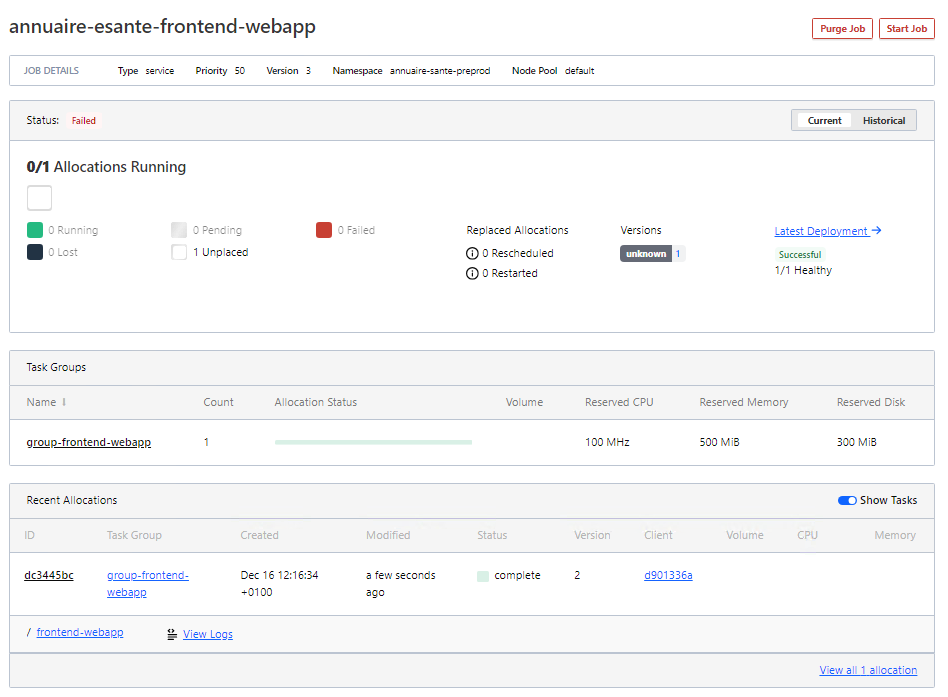 annuaire-esante-frontend-webapp
Purge Job Start Job
JOB DETAILS Type service Priority 50 Version 3 Namespace annuaire-sante-preprod Node Pool default
Status: Failed Current Historical
0/1 Allocations Running
0 Running 0 Pending 0 Failed Replaced Allocations Versions Latest Deployment
0 Lost 1 Unplaced 0 Rescheduled unknown 1 Successful
0 Restarted 1/1 Healthy
Task Groups
Name Count Allocation Status Volume Reserved CPU Reserved Memory Reserved Disk
group-frontend-webapp 1 100 MHz 500 MiB 300 MiB
Recent Allocations Show Tasks
ID Task Group Created Modified Status Version Client Volume CPU Memory
dc3445bc group-frontend- Dec 16 12:16:34 a few seconds complete 2 d901336a
webapp +0100 ago
/ frontend-webapp View Logs
View all 1 allocation